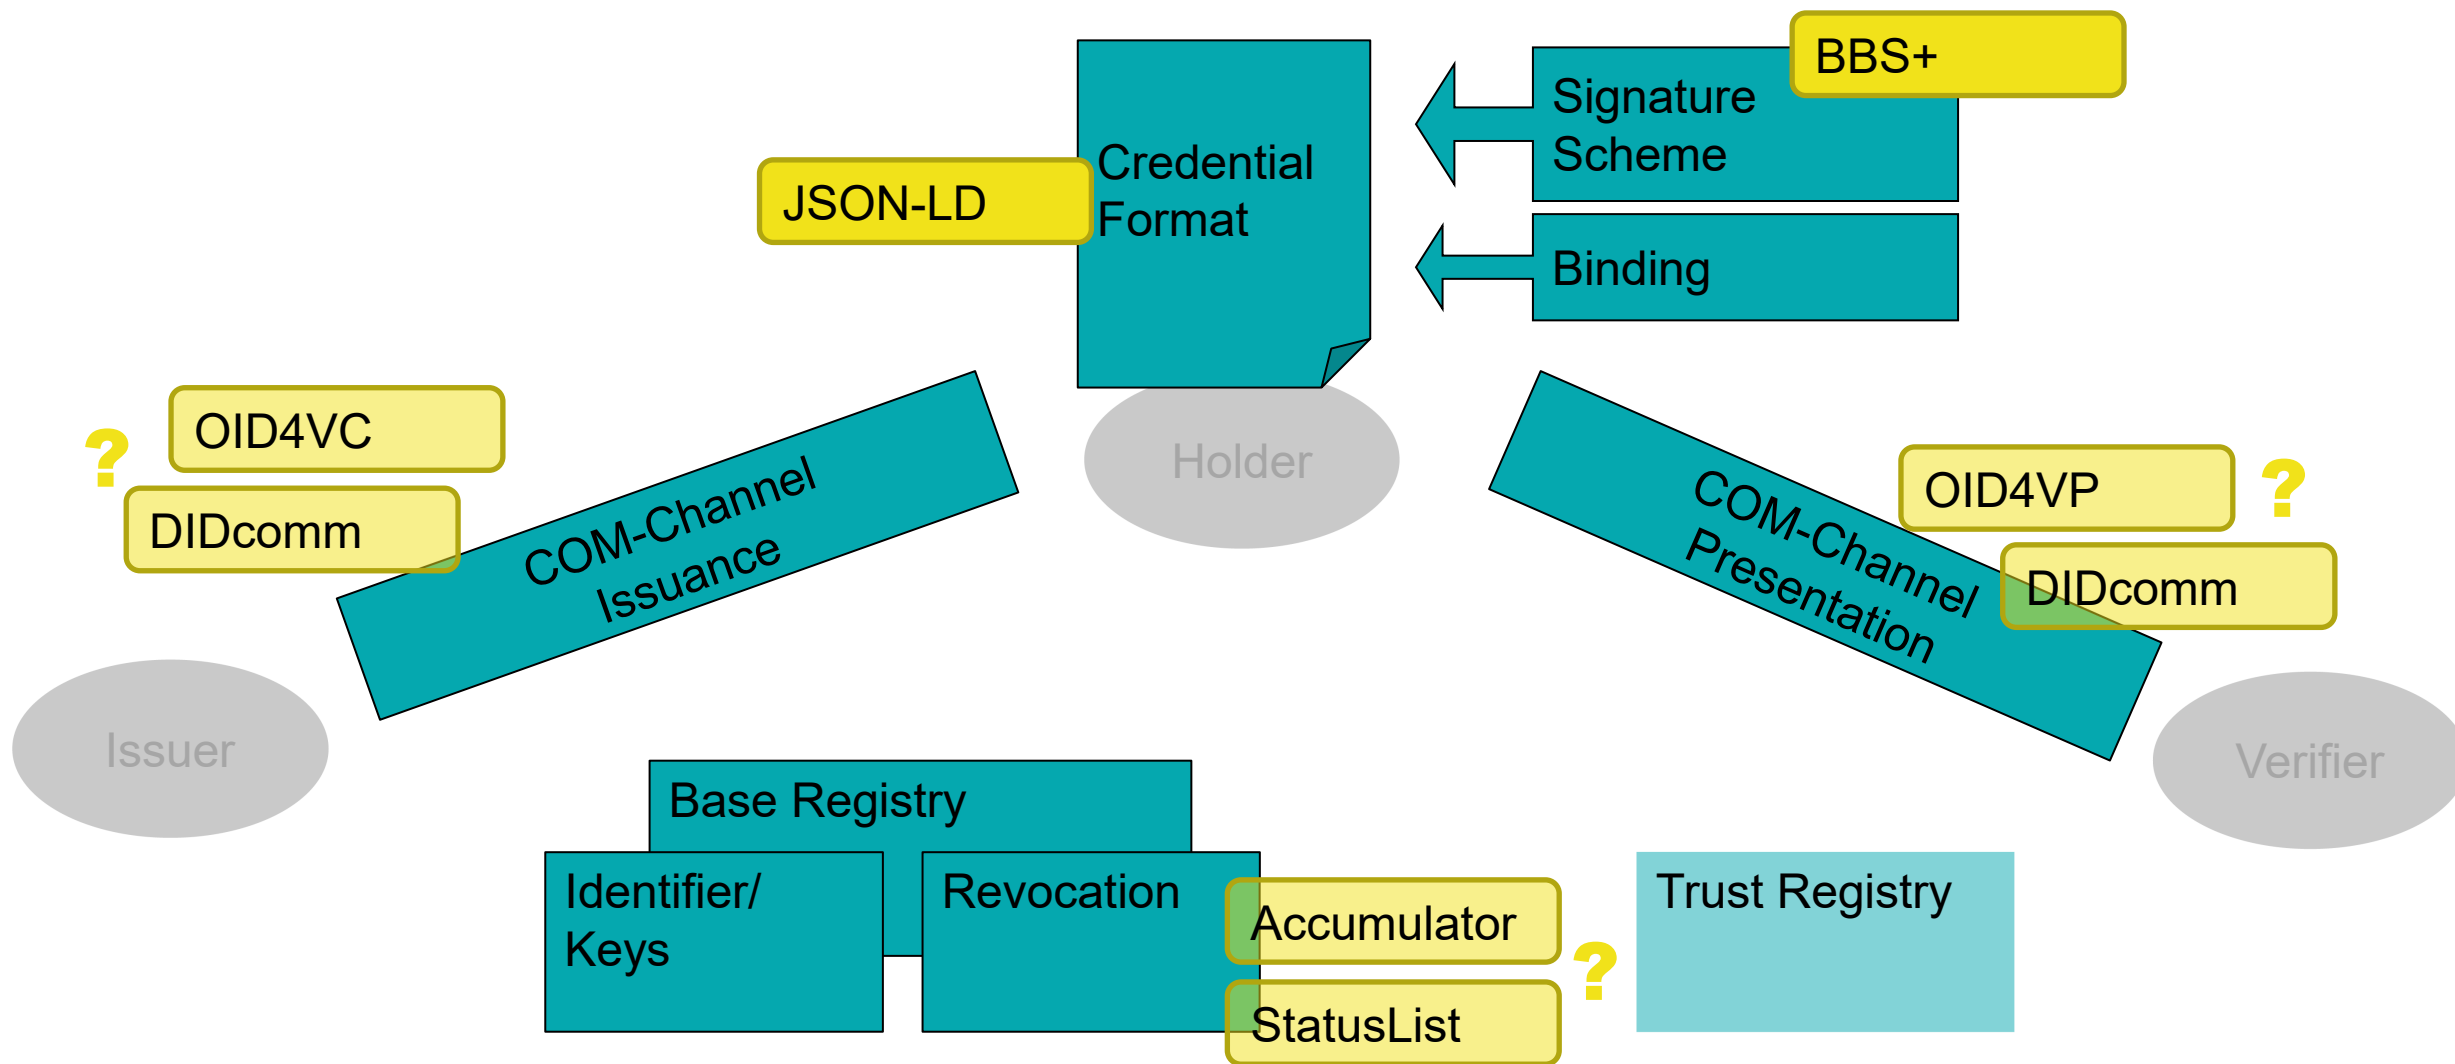 BBS+
Signature
Scheme
Credential
Format
JSON-LD
Binding
OID4VC
?
DIDcomm
COM-Channel
Issuance
Holder
COM-Channel
Presentation
OID4VP
?
DIDcomm
Issuer
Verifier
Base Registry
Identifier/
Keys
Revocation
Accumulator
?
StatusList
Trust Registry